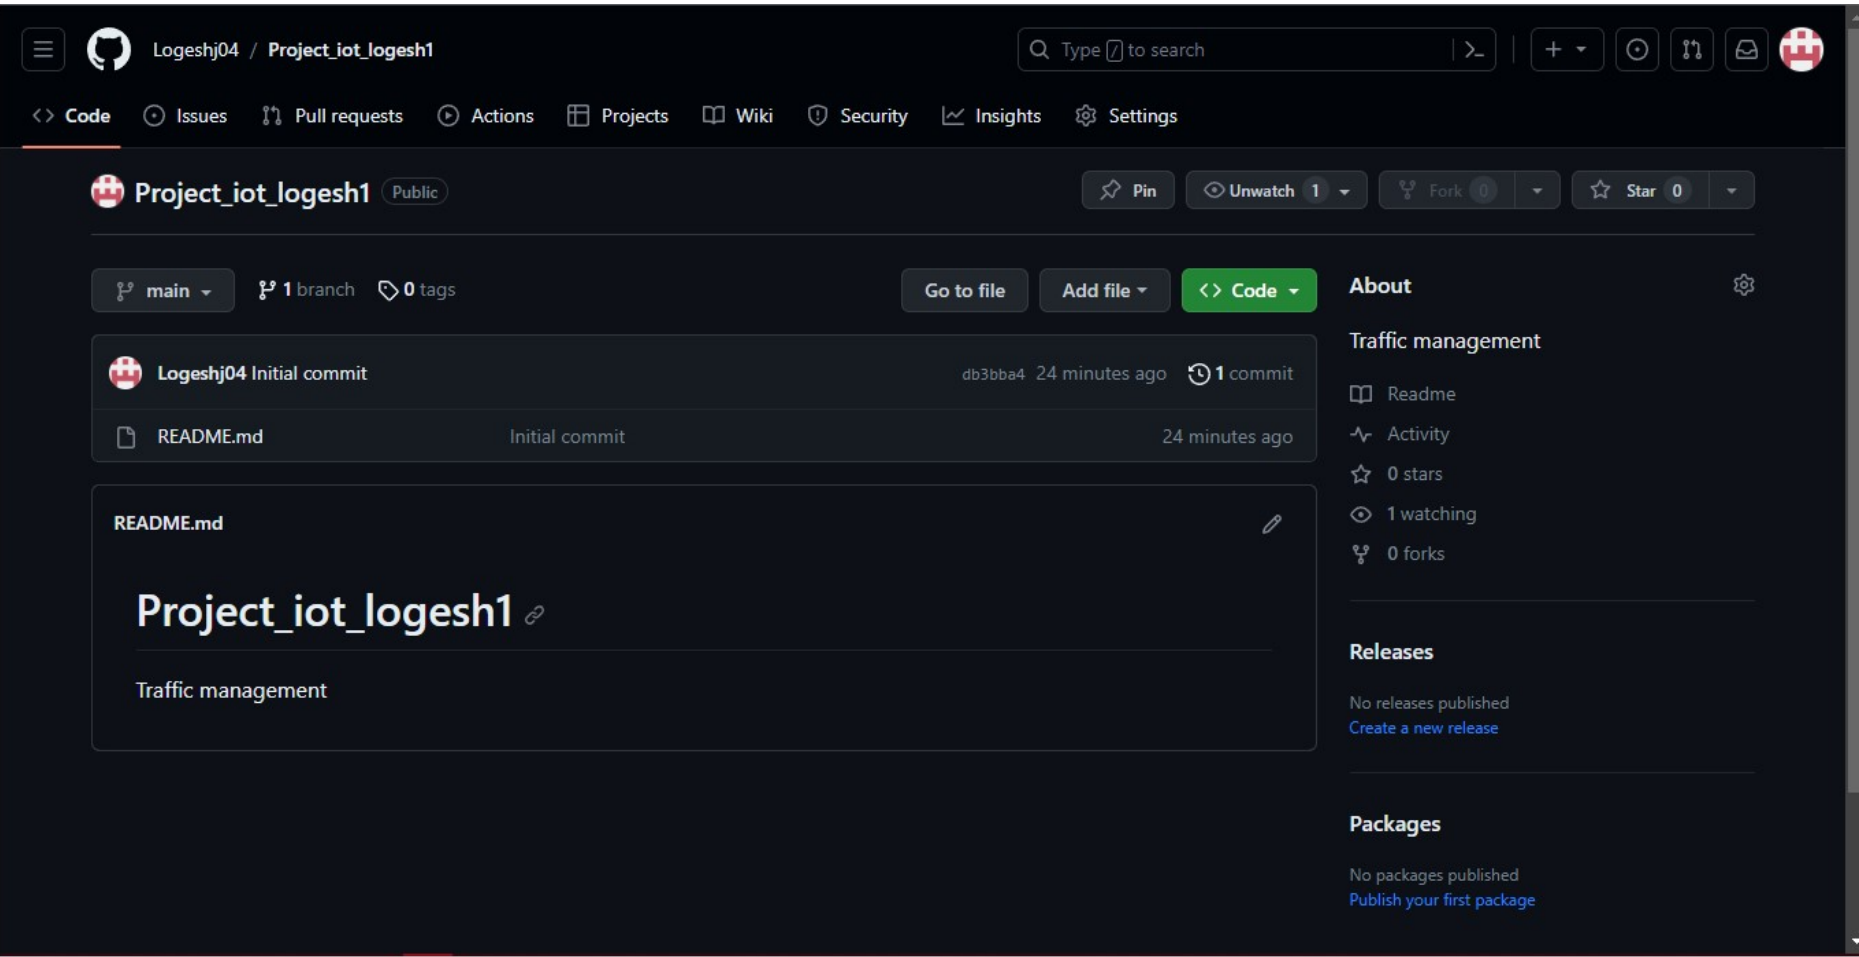 Logeshj04 / Project_iot_logesh1
Type / to search
Code Issues Pull requests Actions Projects Wiki Security Insights Settings
Project_iot_logesh1 Public
Pin Unwatch 1 Fork 0 Star 0
main 1 branch 0 tags Go to file Add file <> Code
Logeshj04 Initial commit db3bba4 24 minutes ago 1 commit
README.md Initial commit 24 minutes ago
README.md
Project_iot_logesh1
Traffic management
About
Traffic management
Readme
Activity
0 stars
1 watching
0 forks
Releases
No releases published
Create a new release
Packages
No packages published
Publish your first package